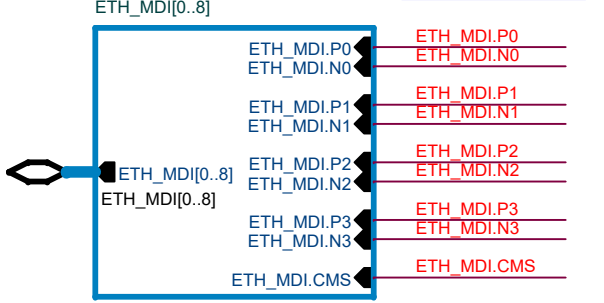 ETH_MDI[0..8]
ETH_MDI.P0 ETH_MDI.P0
ETH_MDI.N0 ETH_MDI.N0
ETH_MDI.P1 ETH_MDI.P1
ETH_MDI.N1 ETH_MDI.N1
ETH_MDI.P2 ETH_MDI.P2
ETH_MDI[0..8]
ETH_MDI.N2 ETH_MDI.N2
ETH_MDI[0..8]
ETH_MDI.P3 ETH_MDI.P3
ETH_MDI.N3 ETH_MDI.N3
ETH_MDI.CMS ETH_MDI.CMS